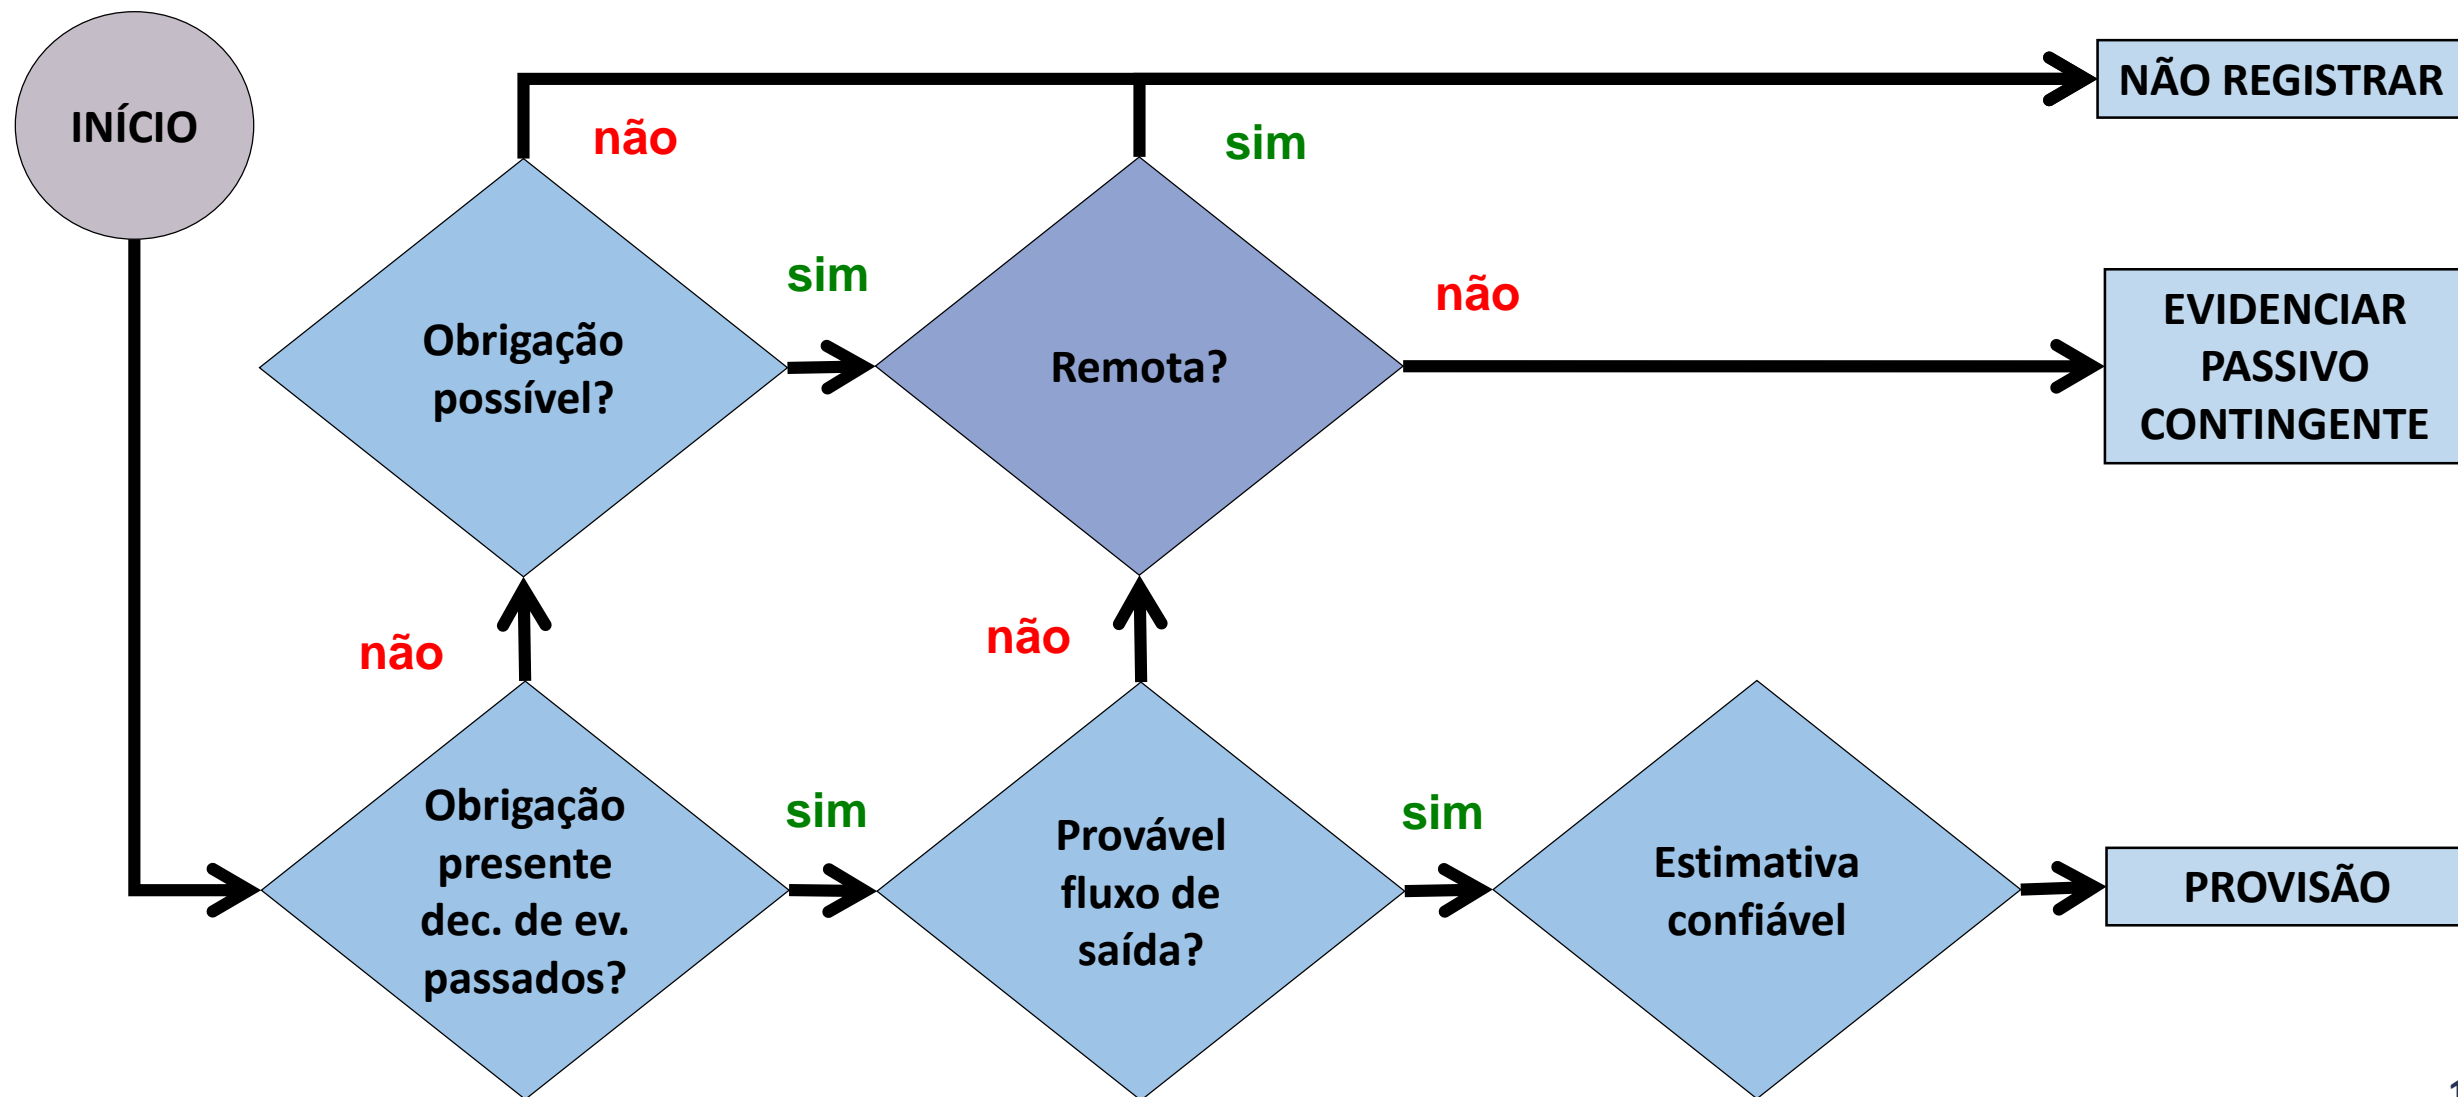 INÍCIO
NÃO REGISTRAR
não
sim
sim
não
Obrigação
possível?
Remota?
EVIDENCIAR
PASSIVO
CONTINGENTE
não
não
Obrigação
presente
dec. de ev.
passados?
sim
Provável
fluxo de
saída?
sim
Estimativa
confiável
PROVISÃO